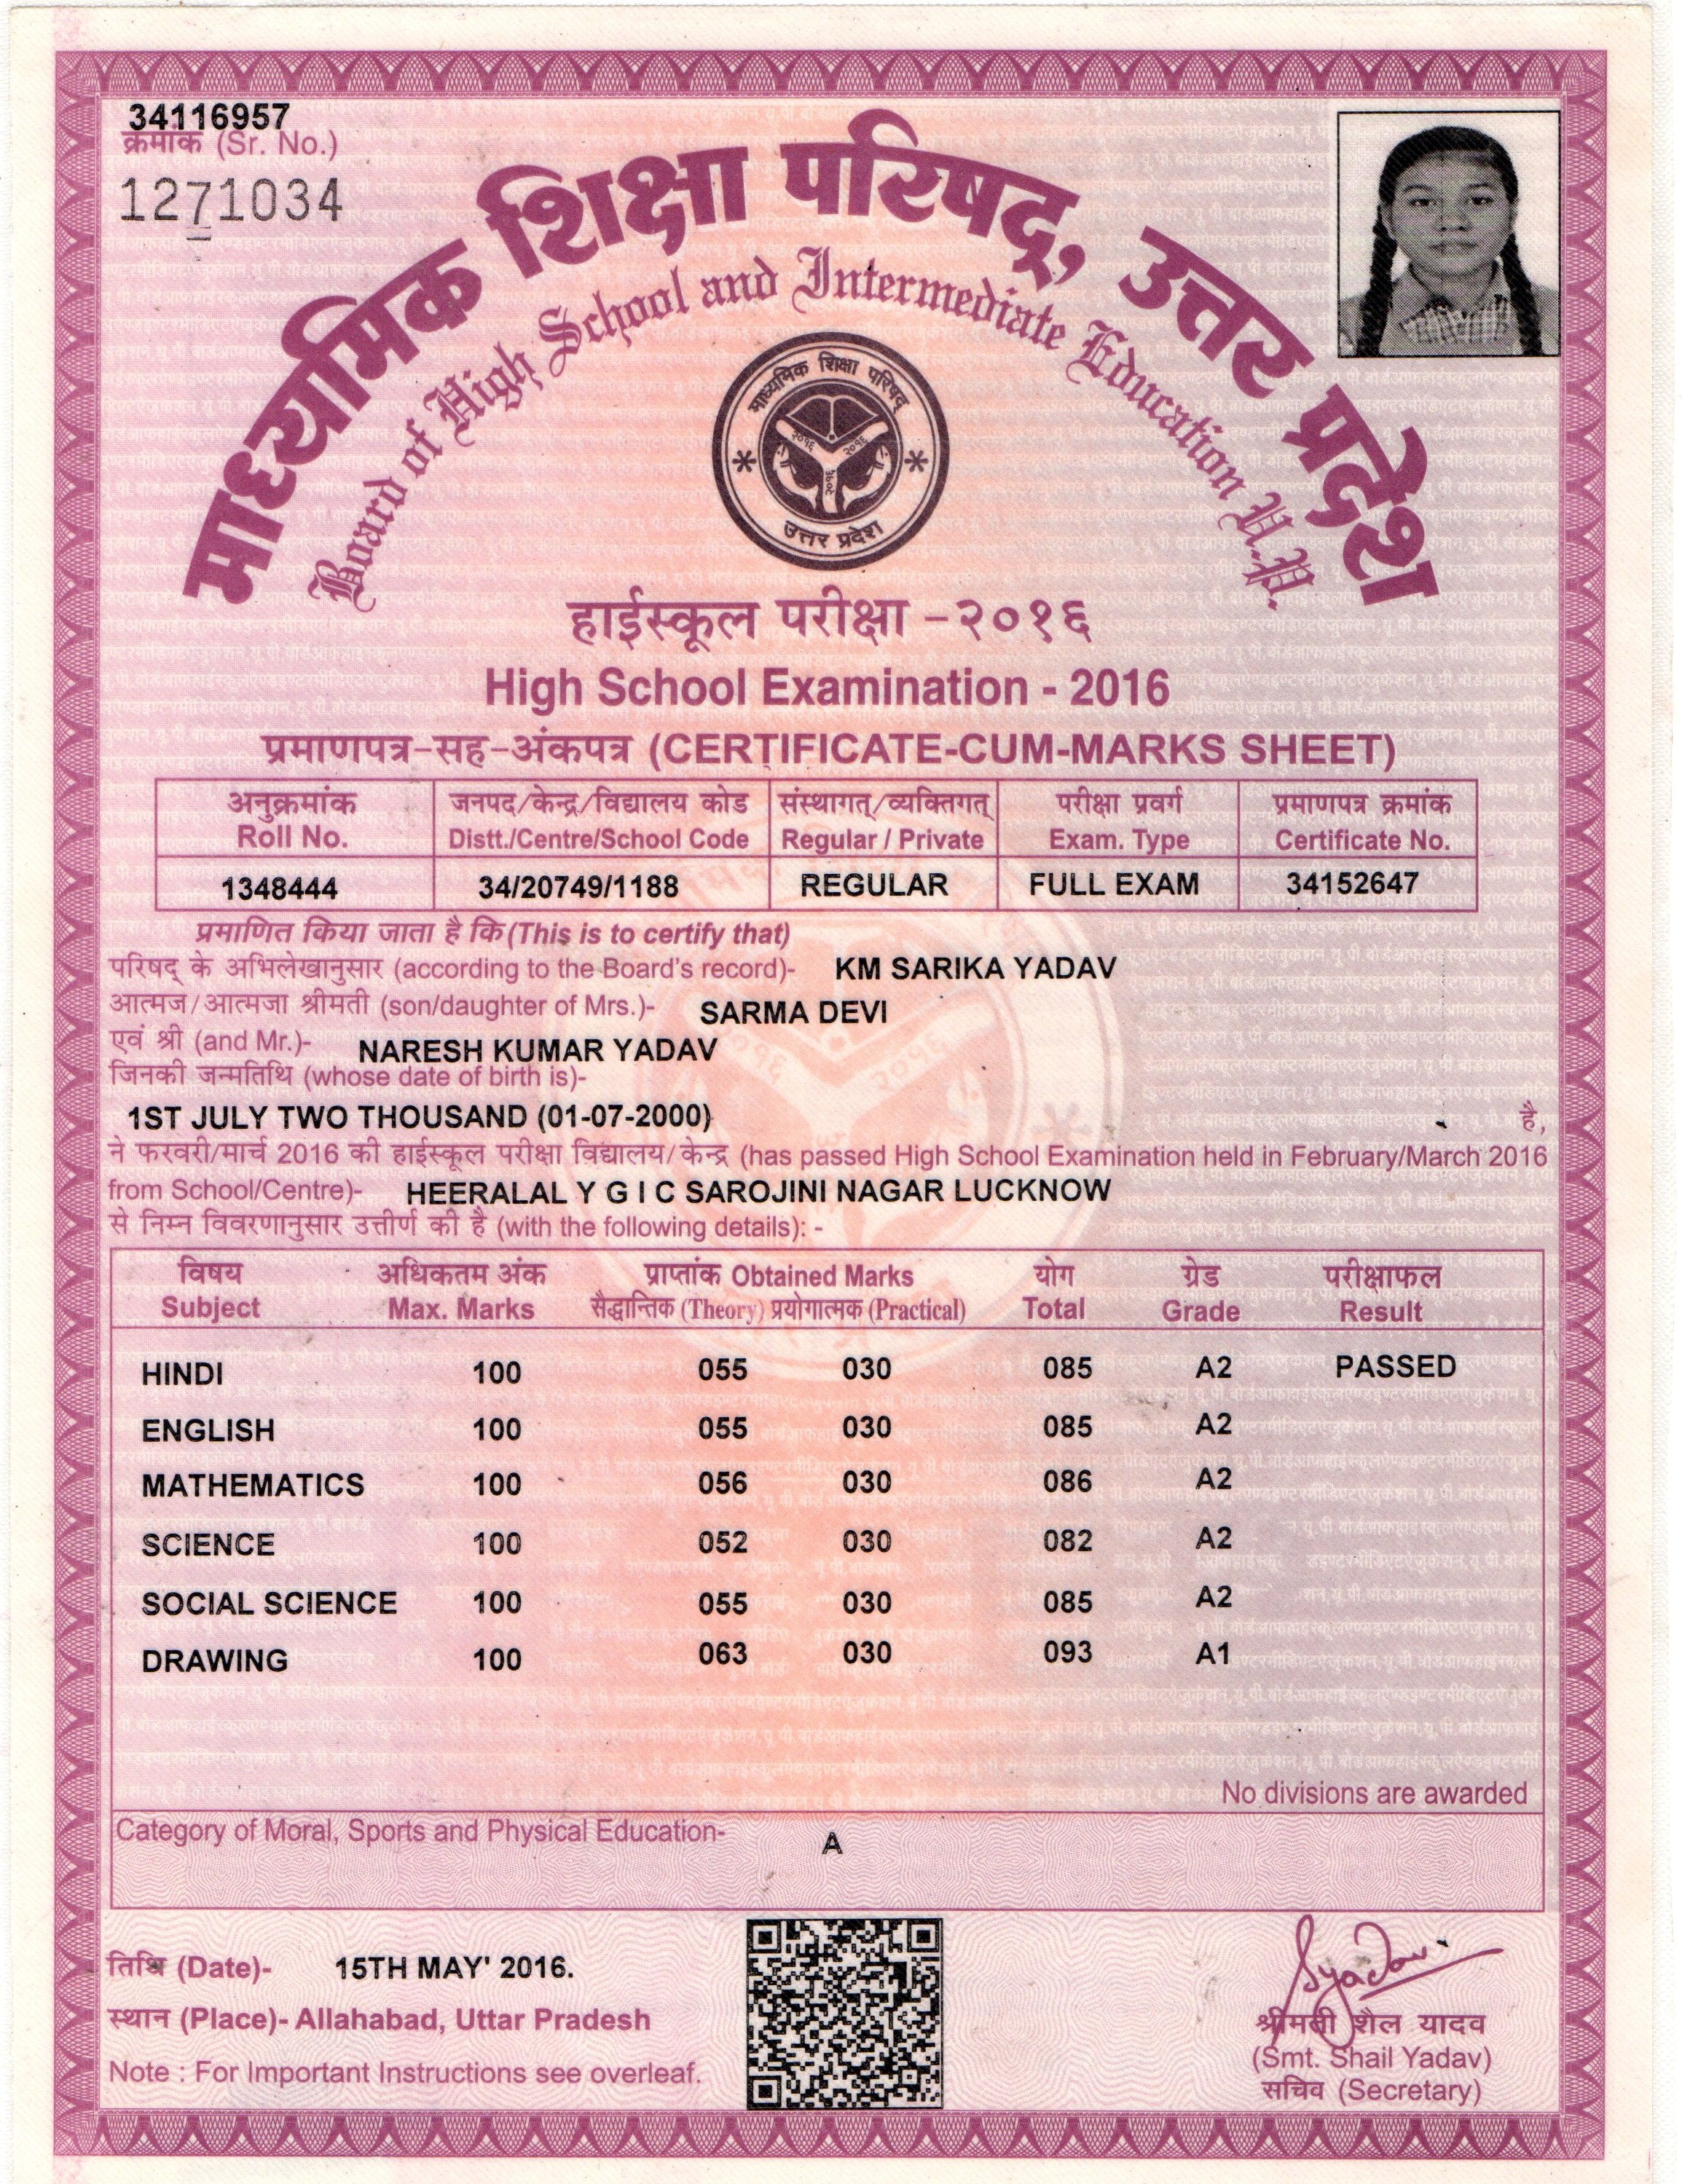 34116957
क्रमांक (Sr. No.)
1271034
माध्यमिक शिक्षा परिषद्, उत्तर प्रदेश
Board of High School and Intermediate Education U.P.
माध्यमिक शिक्षा परिषद्
२०१६ २०१६
२०१६
उत्तर प्रदेश
हाईस्कूल परीक्षा -२०१६
High School Examination - 2016
प्रमाणपत्र-सह-अंकपत्र (CERTIFICATE-CUM-MARKS SHEET)
अनुक्रमांक जनपद/केन्द्र/विद्यालय कोड संस्थागत्/व्यक्तिगत् परीक्षा प्रवर्ग प्रमाणपत्र क्रमांक
Roll No. Distt./Centre/School Code Regular / Private Exam. Type Certificate No.
1348444 34/20749/1188 REGULAR FULL EXAM 34152647
प्रमाणित किया जाता है कि (This is to certify that)
परिषद् के अभिलेखानुसार (according to the Board's record)- KM SARIKA YADAV
आत्मज/आत्मजा श्रीमती (son/daughter of Mrs.)- SARMA DEVI
एवं श्री (and Mr.)- NARESH KUMAR YADAV
जिनकी जन्मतिथि (whose date of birth is)-
1ST JULY TWO THOUSAND (01-07-2000) है,
ने फरवरी/मार्च 2016 की हाईस्कूल परीक्षा विद्यालय/केन्द्र (has passed High School Examination held in February/March 2016
from School/Centre)- HEERALAL Y G I C SAROJINI NAGAR LUCKNOW
से निम्न विवरणानुसार उत्तीर्ण की है (with the following details): -
विषय अधिकतम अंक प्राप्तांक Obtained Marks योग ग्रेड परीक्षाफल
Subject Max. Marks सैद्धान्तिक (Theory) प्रयोगात्मक (Practical) Total Grade Result
HINDI 100 055 030 085 A2 PASSED
ENGLISH 100 055 030 085 A2
MATHEMATICS 100 056 030 086 A2
SCIENCE 100 052 030 082 A2
SOCIAL SCIENCE 100 055 030 085 A2
DRAWING 100 063 030 093 A1
No divisions are awarded
Category of Moral, Sports and Physical Education- A
तिथि (Date)- 15TH MAY' 2016.
स्थान (Place)- Allahabad, Uttar Pradesh
Note : For Important Instructions see overleaf.
Syadav
श्रीमती शैल यादव
(Smt. Shail Yadav)
सचिव (Secretary)